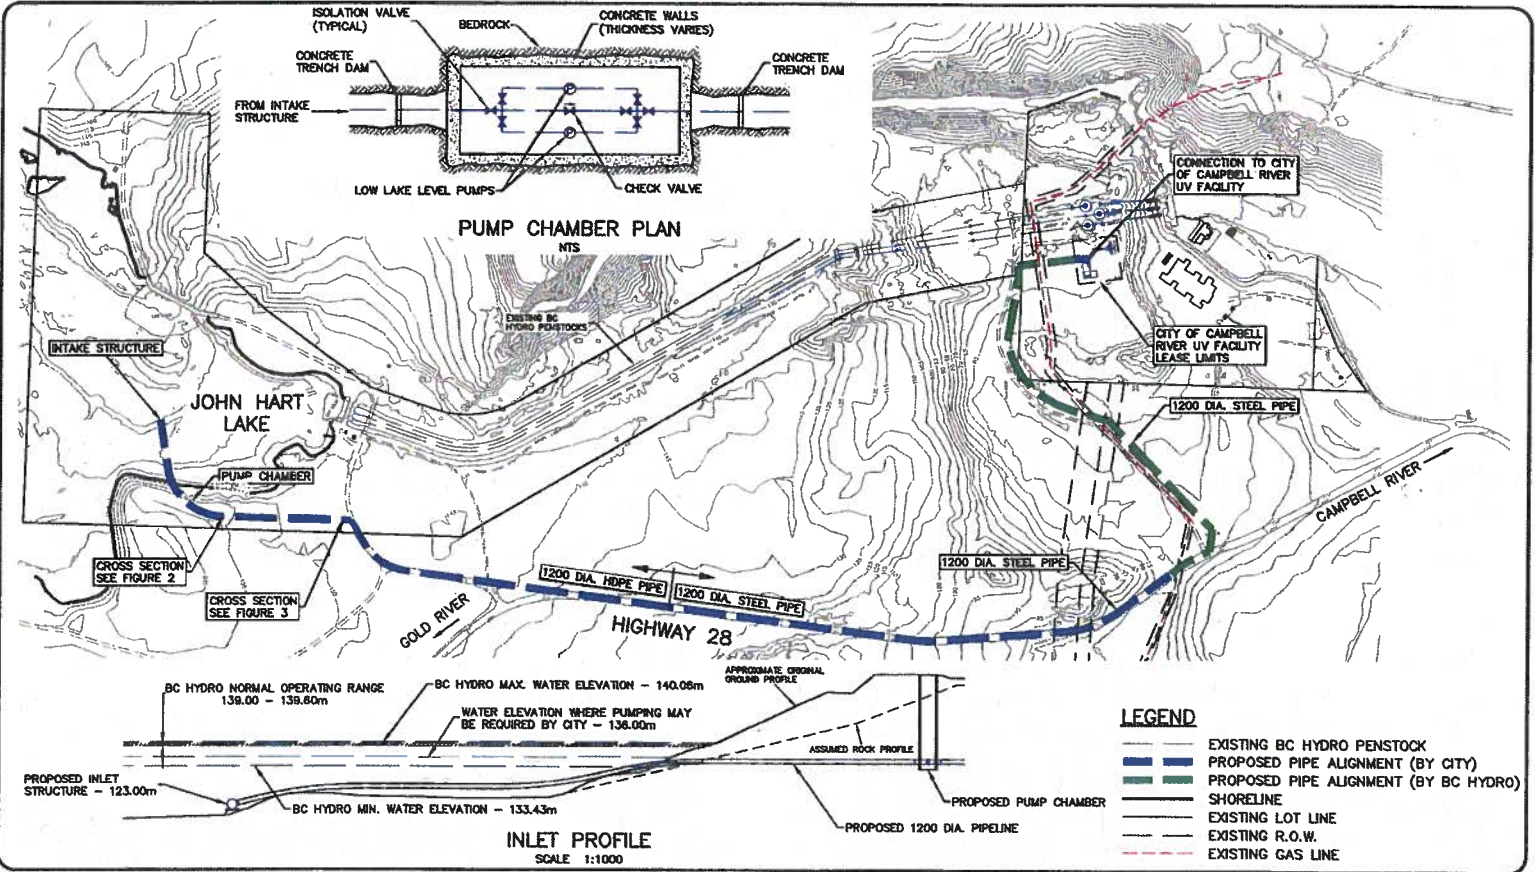 ISOLATION VALVE
(TYPICAL)
BEDROCK
CONCRETE WALLS
(THICKNESS VARIES)
CONCRETE
TRENCH DAM
CONCRETE
TRENCH DAM
FROM INTAKE
STRUCTURE
LOW LAKE LEVEL PUMPS
CHECK VALVE
PUMP CHAMBER PLAN
NTS
CONNECTION TO CITY
OF CAMPBELL RIVER
UV FACILITY
EXISTING BC
HYDRO PENSTOCKS
INTAKE STRUCTURE
CITY OF CAMPBELL
RIVER UV FACILITY
LEASE LIMITS
JOHN HART
LAKE
1200 DIA. STEEL PIPE
PUMP CHAMBER
CAMPBELL RIVER
CROSS SECTION
SEE FIGURE 2
1200 DIA. STEEL PIPE
1200 DIA. HDPE PIPE
1200 DIA. STEEL PIPE
CROSS SECTION
SEE FIGURE 3
GOLD RIVER
HIGHWAY 28
APPROXIMATE ORIGINAL
GROUND PROFILE
BC HYDRO NORMAL OPERATING RANGE
139.00 - 139.60m
BC HYDRO MAX. WATER ELEVATION - 140.06m
WATER ELEVATION WHERE PUMPING MAY
BE REQUIRED BY CITY - 136.00m
ASSUMED ROCK PROFILE
PROPOSED INLET
STRUCTURE - 123.00m
BC HYDRO MIN. WATER ELEVATION - 133.43m
PROPOSED PUMP CHAMBER
PROPOSED 1200 DIA. PIPELINE
INLET PROFILE
SCALE 1:1000
LEGEND
EXISTING BC HYDRO PENSTOCK
PROPOSED PIPE ALIGNMENT (BY CITY)
PROPOSED PIPE ALIGNMENT (BY BC HYDRO)
SHORELINE
EXISTING LOT LINE
EXISTING R.O.W.
EXISTING GAS LINE